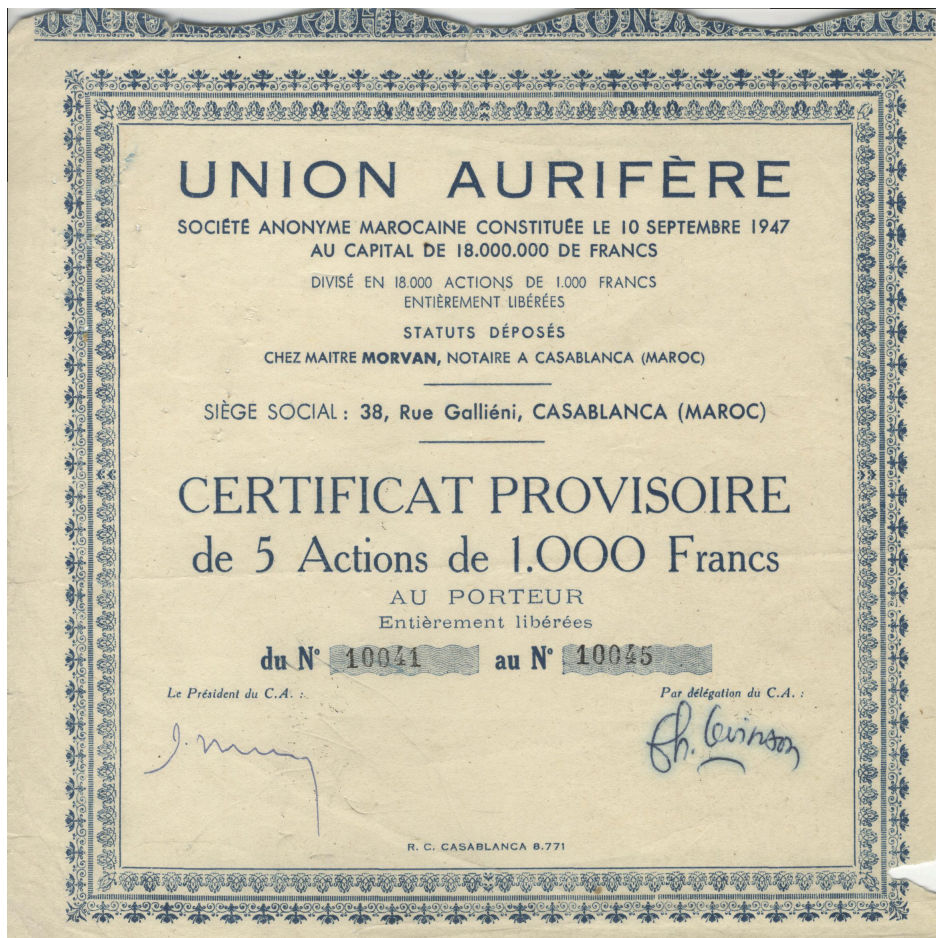 UNION AURIFÈRE
SOCIÉTÉ ANONYME MAROCAINE CONSTITUÉE LE 10 SEPTEMBRE 1947
AU CAPITAL DE 18.000.000 DE FRANCS
DIVISÉ EN 18.000 ACTIONS DE 1.000 FRANCS
ENTIÈREMENT LIBÉRÉES
STATUTS DÉPOSÉS
CHEZ MAITRE MORVAN, NOTAIRE A CASABLANCA (MAROC)
SIÈGE SOCIAL : 38, Rue Galliéni, CASABLANCA (MAROC)
CERTIFICAT PROVISOIRE
de 5 Actions de 1.000 Francs
AU PORTEUR
Entièrement libérées
du N° 10041 au N° 10045
Le Président du C.A. : Par délégation du C.A. :
R. C. CASABLANCA 8.771